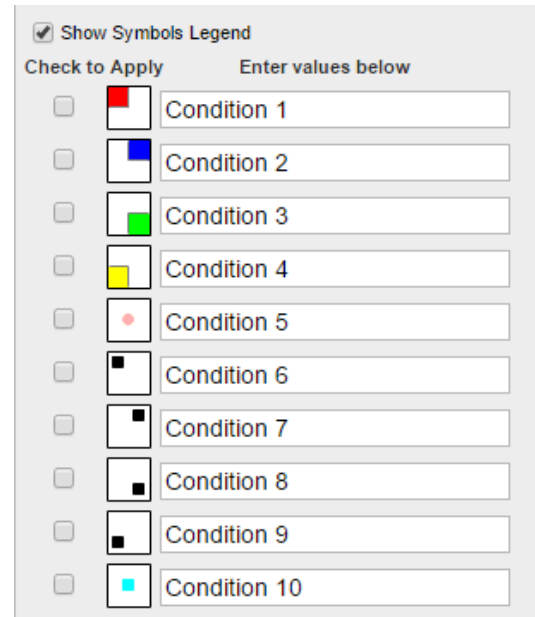 Show Symbols Legend
Check to Apply Enter values below
Condition 1
Condition 2
Condition 3
Condition 4
Condition 5
Condition 6
Condition 7
Condition 8
Condition 9
Condition 10